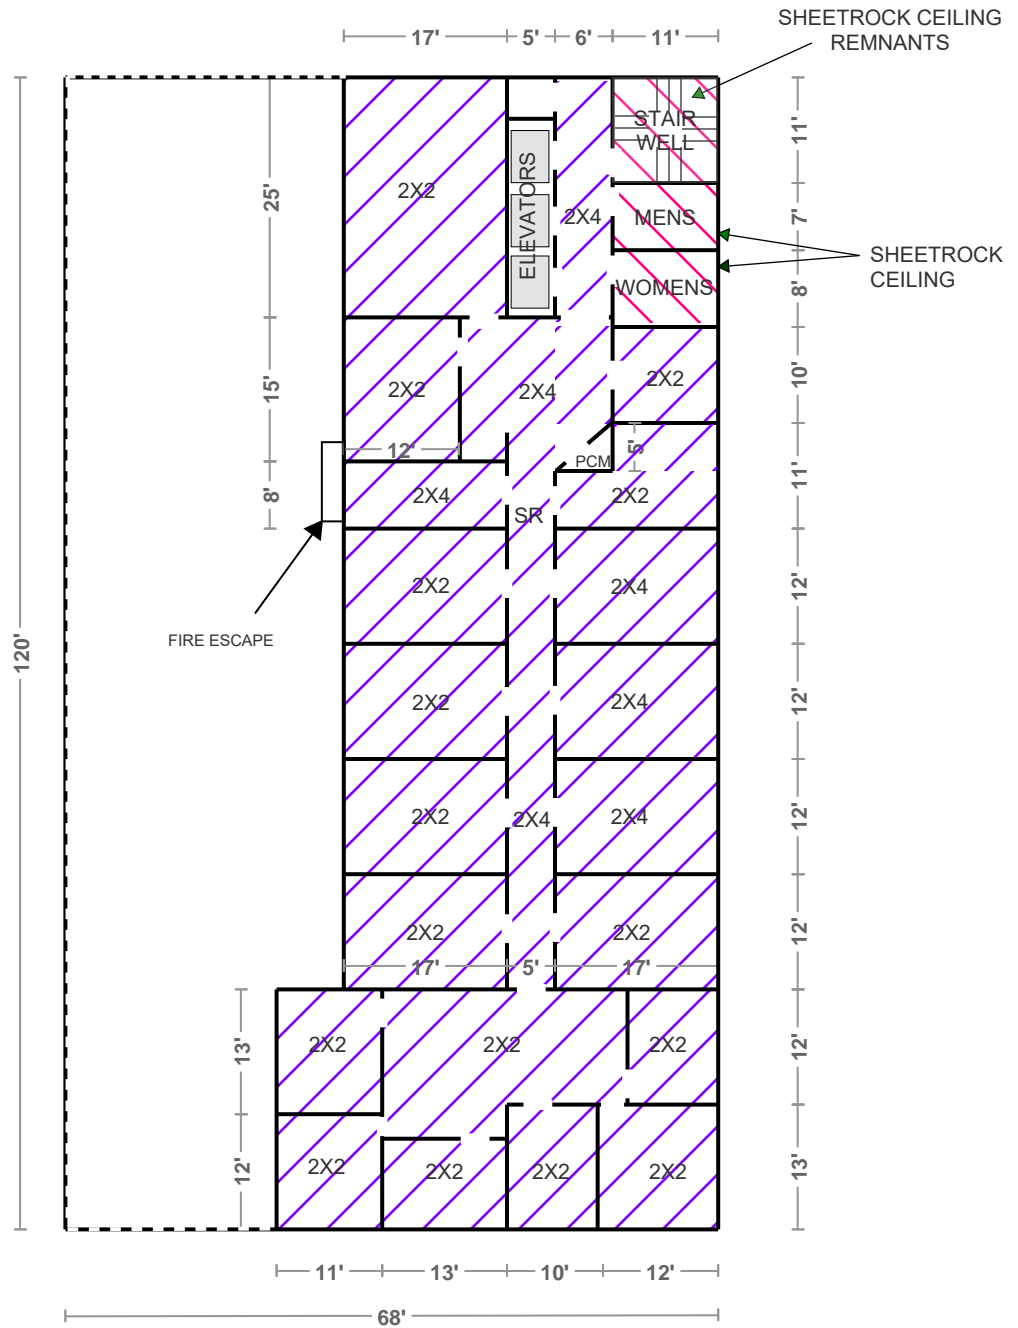 SHEETROCK CEILING
REMNANTS
17'
5'
6'
11'
STAIR
WELL
11'
25'
2X2
ELEVATORS
2X4
MENS
7'
SHEETROCK
CEILING
WOMENS
8'
15'
2X2
2X4
2X2
10'
12'
5'
PCM
8'
2X4
SR
2X2
11'
FIRE ESCAPE
2X2
2X4
12'
120'
2X2
2X4
12'
2X2
2X4
2X4
12'
2X2
2X2
12'
17'
5'
17'
13'
2X2
2X2
2X2
12'
12'
2X2
2X2
2X2
2X2
13'
11'
13'
10'
12'
68'